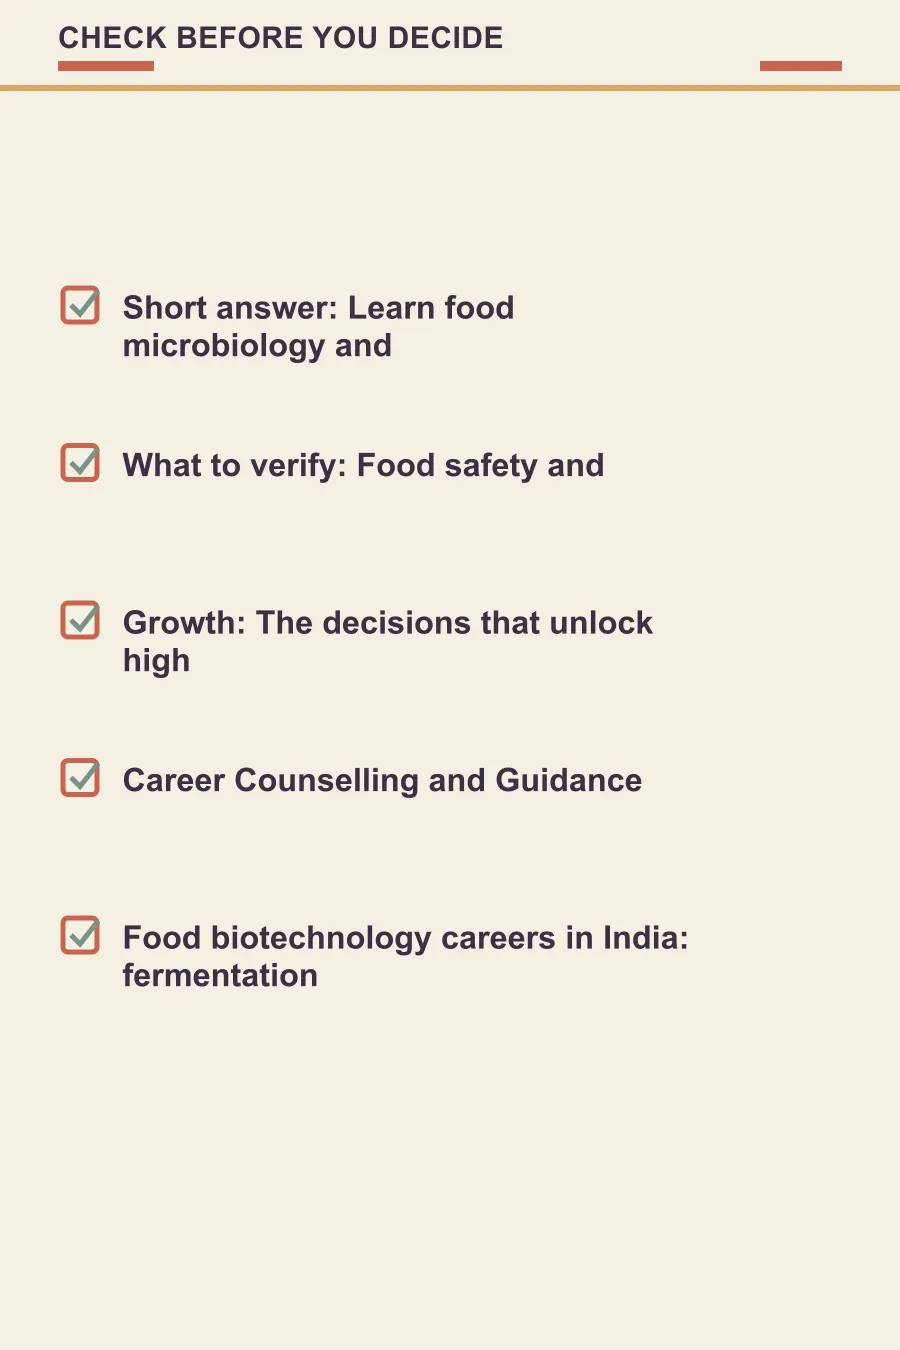 CHECK BEFORE YOU DECIDE
Short answer: Learn food
microbiology and
What to verify: Food safety and
Growth: The decisions that unlock
high
Career Counselling and Guidance
Food biotechnology careers in India:
fermentation